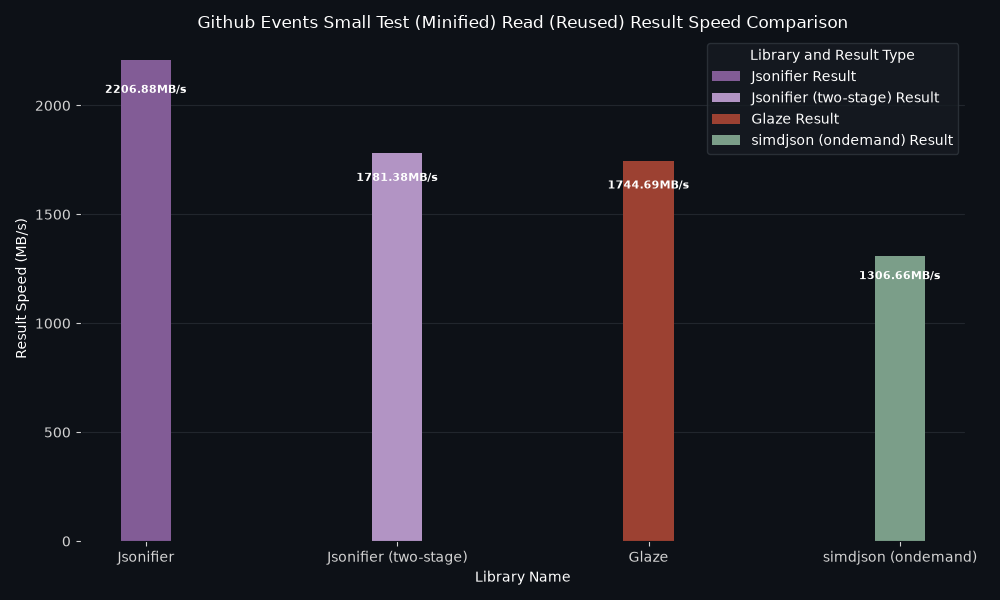 Github Events Small Test (Minified) Read (Reused) Result Speed Comparison
Library and Result Type
Jsonifier Result
Jsonifier (two-stage) Result
Glaze Result
simdjson (ondemand) Result
Result Speed (MB/s)
2000
1500
1000
500
0
2206.88MB/s
1781.38MB/s
1744.69MB/s
1306.66MB/s
Jsonifier
Jsonifier (two-stage)
Glaze
simdjson (ondemand)
Library Name